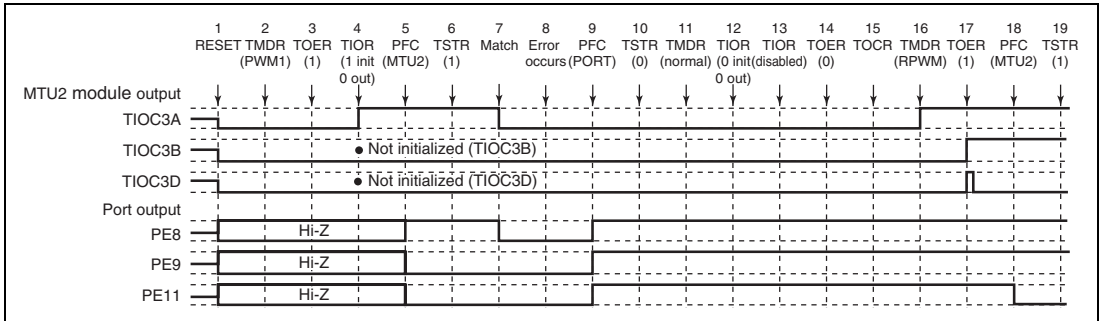 1 2 3 4 5 6 7 8 9 10 11 12 13 14 15 16 17 18 19
RESET TMDR TOER TIOR PFC TSTR Match Error PFC TSTR TMDR TIOR TIOR TOER TOCR TMDR TOER PFC TSTR
(PWM1) (1) (1 init (MTU2) (1) occurs (PORT) (0) (normal) (0 init (disabled) (0) (RPWM) (1) (MTU2) (1)
0 out) 0 out)
MTU2 module output
TIOC3A
TIOC3B • Not initialized (TIOC3B)
TIOC3D • Not initialized (TIOC3D)
Port output
PE8 Hi-Z
PE9 Hi-Z
PE11 Hi-Z